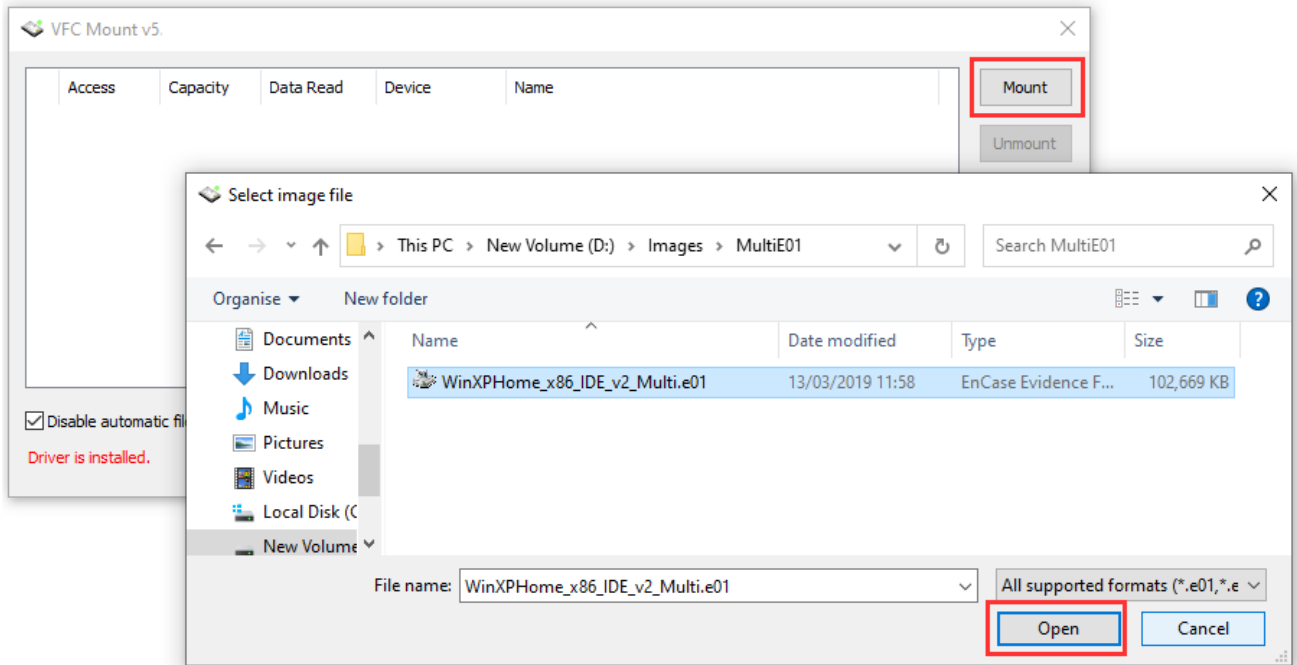 VFC Mount v5.
Access Capacity Data Read Device Name
Mount
Unmount
Select image file
This PC > New Volume (D:) > Images > MultiE01
Search MultiE01
Organise New folder
Name Date modified Type Size
Documents
Downloads
Music
Pictures
Videos
Local Disk (C
New Volume
WinXPHome_x86_IDE_v2_Multi.e01 13/03/2019 11:58 EnCase Evidence F... 102,669 KB
Disable automatic fil
Driver is installed.
File name: WinXPHome_x86_IDE_v2_Multi.e01 All supported formats (*.e01,*.e
Open Cancel